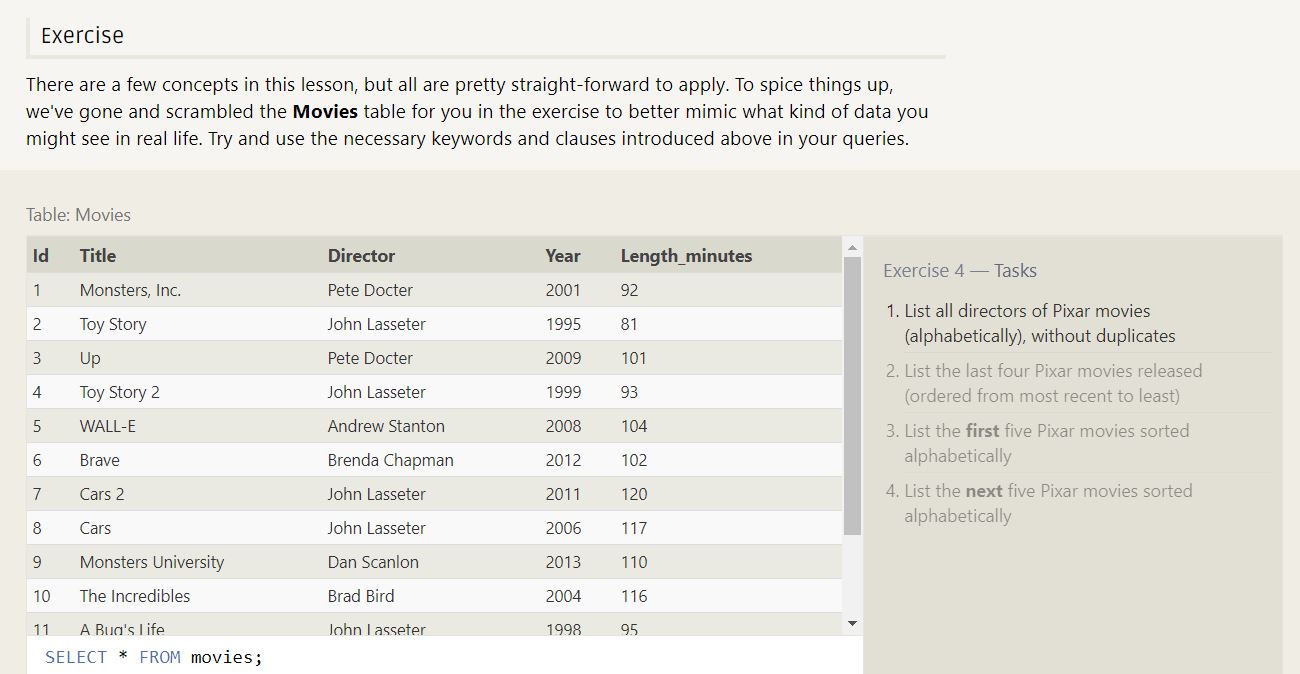 Exercise
There are a few concepts in this lesson, but all are pretty straight-forward to apply. To spice things up,
we've gone and scrambled the Movies table for you in the exercise to better mimic what kind of data you
might see in real life. Try and use the necessary keywords and clauses introduced above in your queries.
Table: Movies
Id Title Director Year Length_minutes
1 Monsters, Inc. Pete Docter 2001 92
2 Toy Story John Lasseter 1995 81
3 Up Pete Docter 2009 101
4 Toy Story 2 John Lasseter 1999 93
5 WALL-E Andrew Stanton 2008 104
6 Brave Brenda Chapman 2012 102
7 Cars 2 John Lasseter 2011 120
8 Cars John Lasseter 2006 117
9 Monsters University Dan Scanlon 2013 110
10 The Incredibles Brad Bird 2004 116
11 A Bug's Life John Lasseter 1998 95
SELECT * FROM movies;
Exercise 4 — Tasks
1. List all directors of Pixar movies
(alphabetically), without duplicates
2. List the last four Pixar movies released
(ordered from most recent to least)
3. List the first five Pixar movies sorted
alphabetically
4. List the next five Pixar movies sorted
alphabetically